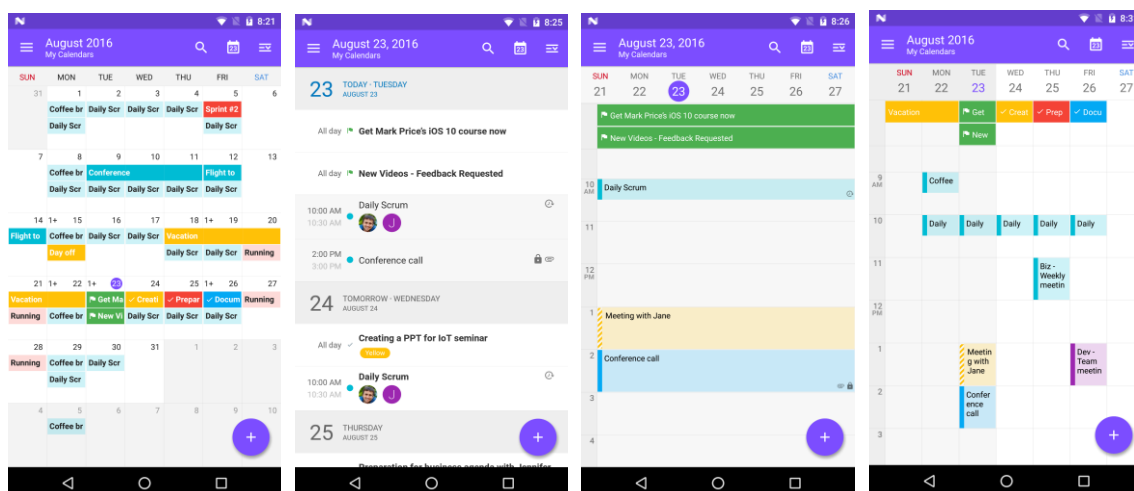 8:21
August 2016
My Calendars
23
SUN MON TUE WED THU FRI SAT
31 1 2 3 4 5 6
Coffee br Daily Scr Daily Scr Daily Scr Sprint #2
Daily Scr Daily Scr
7 8 9 10 11 12 13
Coffee br Conference Flight to
Daily Scr Daily Scr Daily Scr Daily Scr Daily Scr
14 1+ 15 16 17 18 1+ 19 20
Flight to Coffee br Daily Scr Daily Scr Vacation
Day off Daily Scr Daily Scr Running
21 1+ 22 1+ 23 24 25 1+ 26 27
Vacation Get Ma Creati Prepar Docum Running
Running Coffee br New Vi Daily Scr Daily Scr Daily Scr
28 29 30 31 1 2 3
Running Coffee br Daily Scr
Daily Scr
4 5 6 7 8 9 10
Coffee br
+
8:25
August 23, 2016
My Calendars
23
23 TODAY · TUESDAY
AUGUST 23
All day Get Mark Price's iOS 10 course now
All day New Videos - Feedback Requested
10:00 AM Daily Scrum
10:30 AM J
2:00 PM Conference call
3:00 PM
24 TOMORROW · WEDNESDAY
AUGUST 24
All day Creating a PPT for IoT seminar
Yellow
10:00 AM Daily Scrum
10:30 AM J
25 THURSDAY
AUGUST 25
Preparation for business agenda with Jennifer
+
8:26
August 23, 2016
My Calendars
23
SUN MON TUE WED THU FRI SAT
21 22 23 24 25 26 27
Get Mark Price's iOS 10 course now
New Videos - Feedback Requested
10 AM Daily Scrum
11
12 PM
1 Meeting with Jane
2 Conference call
3
4
+
8:3
August 2016
My Calendars
23
SUN MON TUE WED THU FRI SAT
21 22 23 24 25 26 27
Vacation Get Creat Prep Docu
New
9 AM Coffee
10 Daily Daily Daily Daily Daily
11 Biz -
Weekly
meetin
12 PM
1 Meetin Dev -
g with Team
Jane meetin
2 Confer
ence
call
3
+